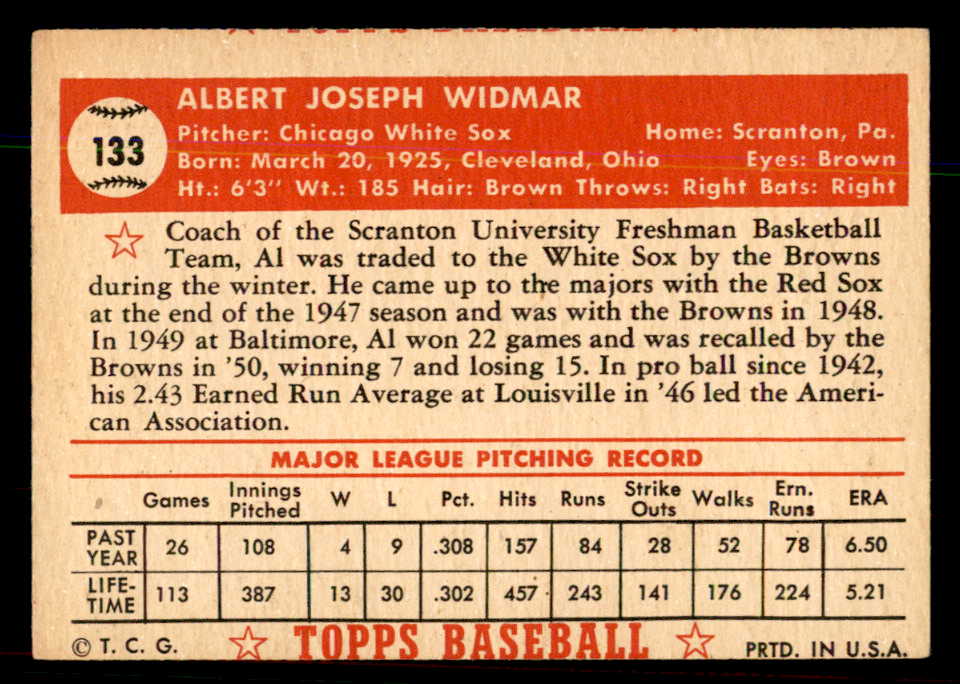 TOPPS BASEBALL
133
ALBERT JOSEPH WIDMAR
Pitcher: Chicago White Sox Home: Scranton, Pa.
Born: March 20, 1925, Cleveland, Ohio Eyes: Brown
Ht.: 6'3" Wt.: 185 Hair: Brown Throws: Right Bats: Right
Coach of the Scranton University Freshman Basketball
Team, Al was traded to the White Sox by the Browns
during the winter. He came up to the majors with the Red Sox
at the end of the 1947 season and was with the Browns in 1948.
In 1949 at Baltimore, Al won 22 games and was recalled by the
Browns in '50, winning 7 and losing 15. In pro ball since 1942,
his 2.43 Earned Run Average at Louisville in '46 led the Ameri-
can Association.
MAJOR LEAGUE PITCHING RECORD
Games Innings Pitched W L Pct. Hits Runs Strike Outs Walks Ern. Runs ERA
PAST YEAR 26 108 4 9 .308 157 84 28 52 78 6.50
LIFE-TIME 113 387 13 30 .302 457 243 141 176 224 5.21
© T. C. G. TOPPS BASEBALL PRTD. IN U.S.A.